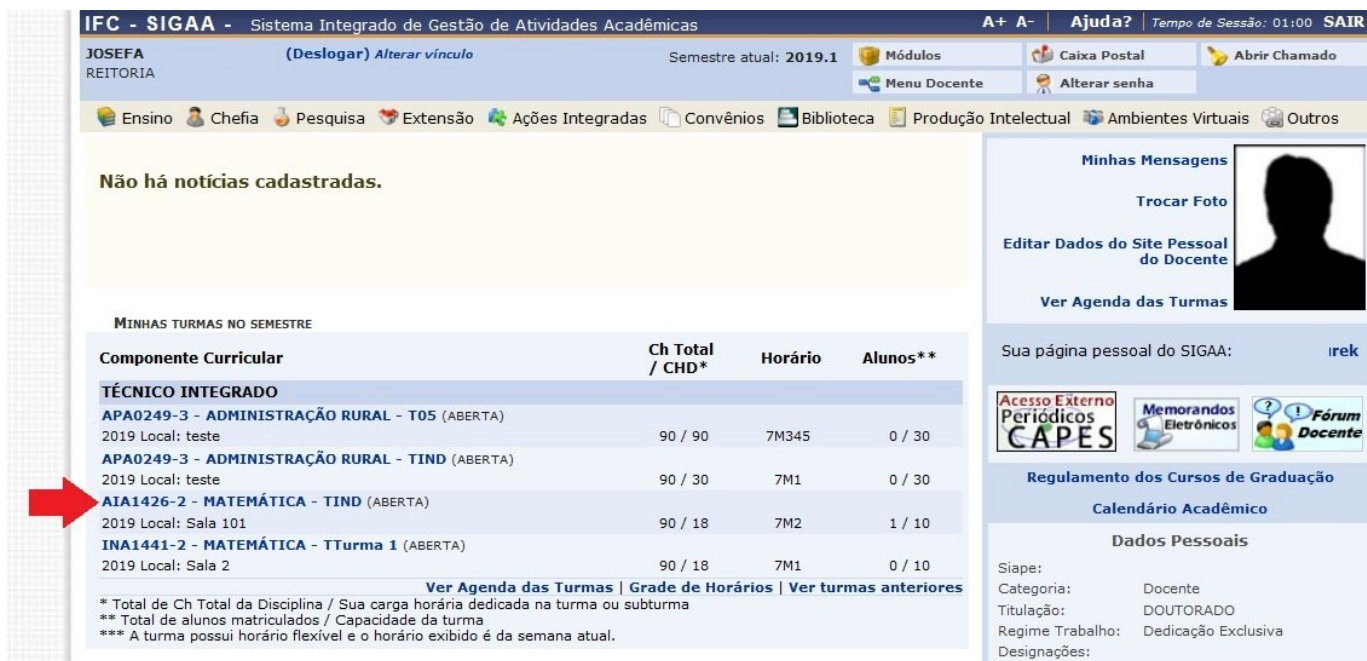 IFC - SIGAA - Sistema Integrado de Gestão de Atividades Acadêmicas A+ A- Ajuda? Tempo de Sessão: 01:00 SAIR
JOSEFA (Deslogar) Alterar vínculo Semestre atual: 2019.1 Módulos Caixa Postal Abrir Chamado
REITORIA
Menu Docente Alterar senha
Ensino Chefia Pesquisa Extensão Ações Integradas Convênios Biblioteca Produção Intelectual Ambientes Virtuais Outros
Não há notícias cadastradas.
MINHAS TURMAS NO SEMESTRE
Componente Curricular Ch Total / CHD* Horário Alunos**
TÉCNICO INTEGRADO
APA0249-3 - ADMINISTRAÇÃO RURAL - T05 (ABERTA)
2019 Local: teste 90 / 90 7M345 0 / 30
APA0249-3 - ADMINISTRAÇÃO RURAL - TIND (ABERTA)
2019 Local: teste 90 / 30 7M1 0 / 30
AIA1426-2 - MATEMÁTICA - TIND (ABERTA)
2019 Local: Sala 101 90 / 18 7M2 1 / 10
INA1441-2 - MATEMÁTICA - TTurma 1 (ABERTA)
2019 Local: Sala 2 90 / 18 7M1 0 / 10
Ver Agenda das Turmas | Grade de Horários | Ver turmas anteriores
* Total de Ch Total da Disciplina / Sua carga horária dedicada na turma ou subturma
** Total de alunos matriculados / Capacidade da turma
*** A turma possui horário flexível e o horário exibido é da semana atual.
Minhas Mensagens
Trocar Foto
Editar Dados do Site Pessoal
do Docente
Ver Agenda das Turmas
Sua página pessoal do SIGAA: urek
Acesso Externo
Periódicos
CAPES
Memorandos
Eletrônicos
Fórum
Docente
Regulamento dos Cursos de Graduação
Calendário Acadêmico
Dados Pessoais
Siape:
Categoria: Docente
Titulação: DOUTORADO
Regime Trabalho: Dedicação Exclusiva
Designações: